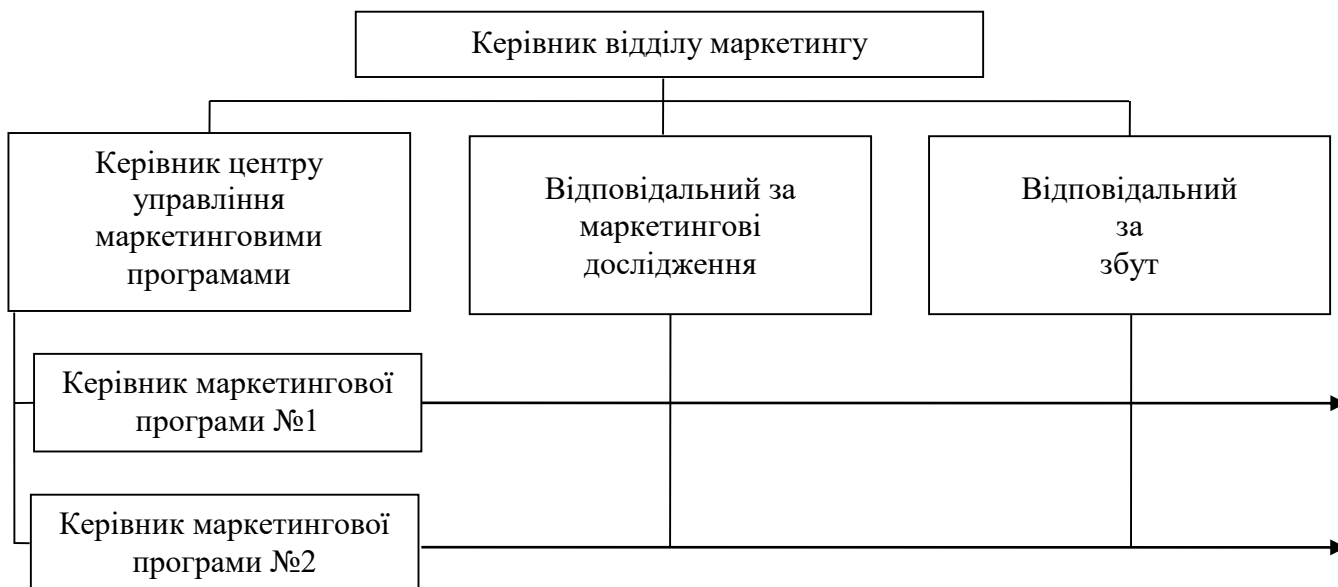 Керівник відділу маркетингу
Керівник центру
управління
маркетинговими
програмами
Відповідальний за
маркетингові
дослідження
Відповідальний
за
збут
Керівник маркетингової
програми №1
Керівник маркетингової
програми №2